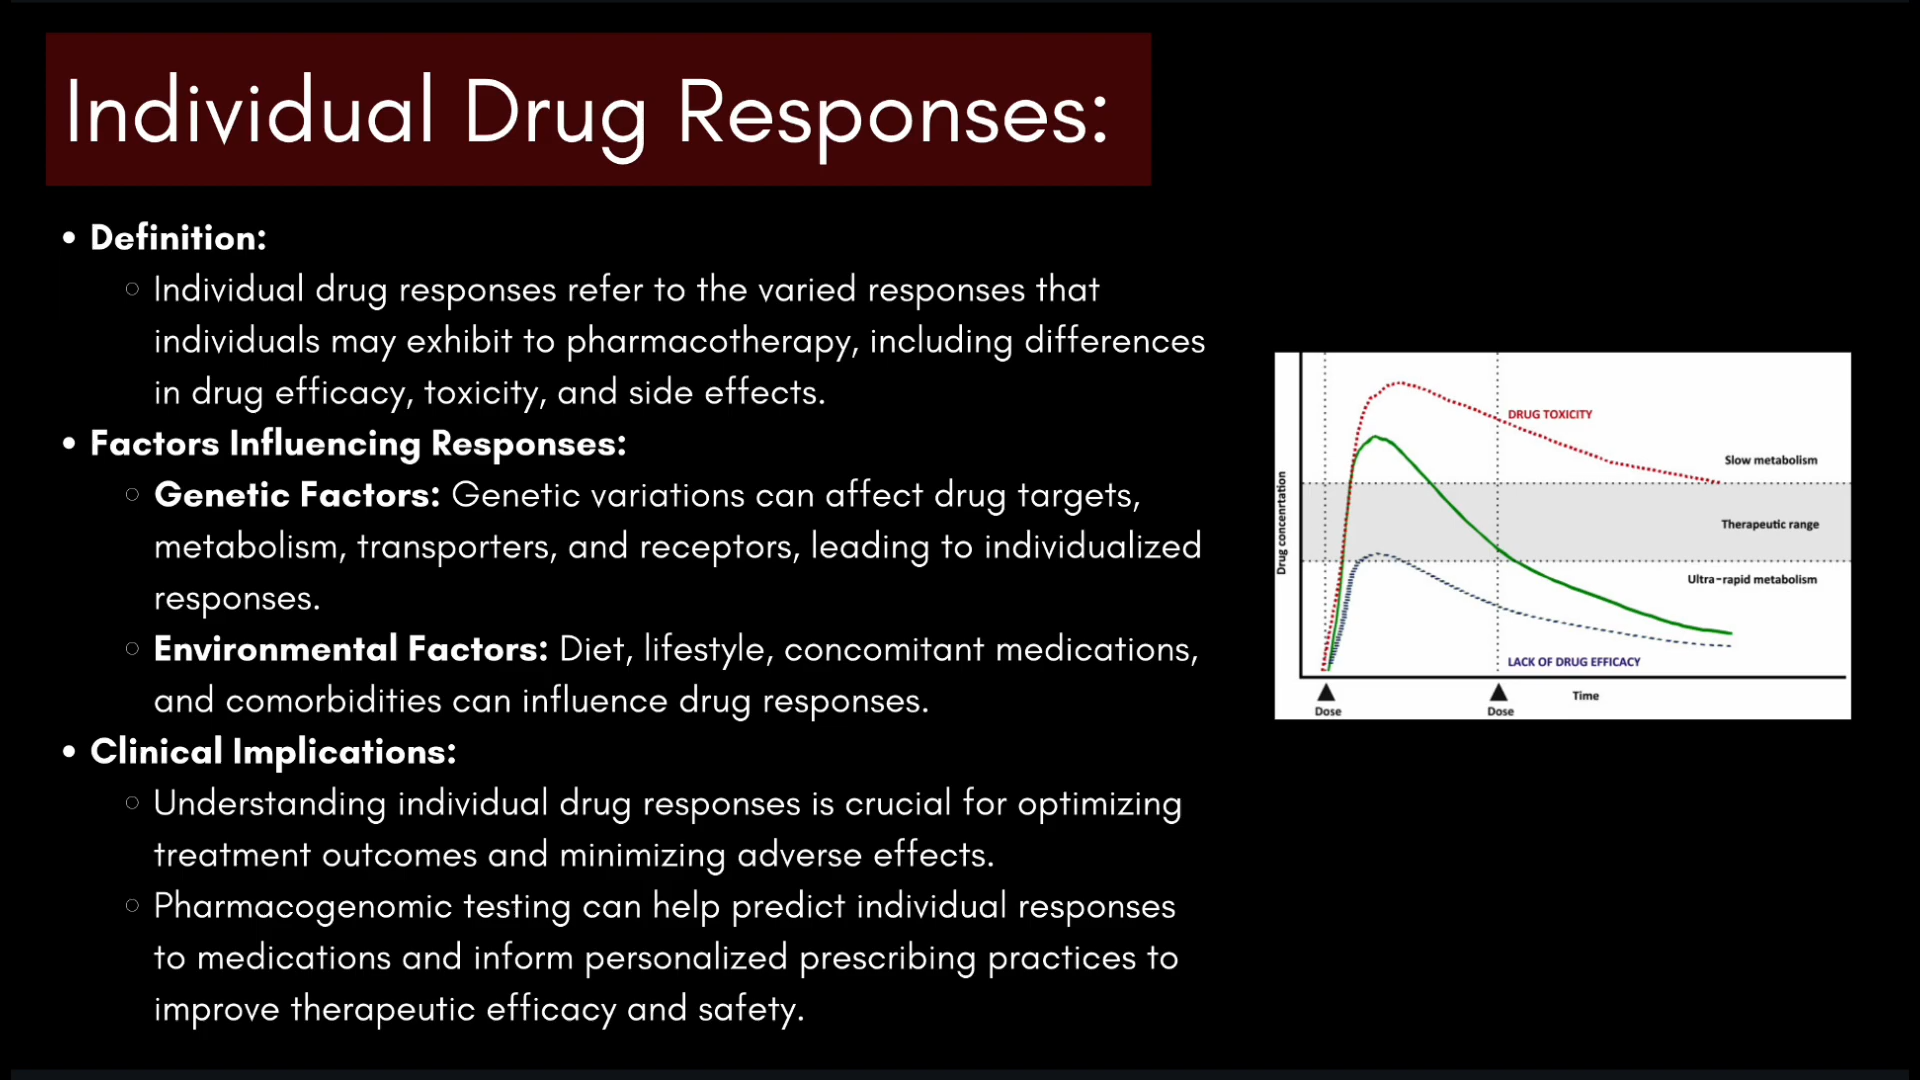 Individual Drug Responses:
• Definition:
○ Individual drug responses refer to the varied responses that
individuals may exhibit to pharmacotherapy, including differences
in drug efficacy, toxicity, and side effects.
• Factors Influencing Responses:
○ Genetic Factors: Genetic variations can affect drug targets,
metabolism, transporters, and receptors, leading to individualized
responses.
○ Environmental Factors: Diet, lifestyle, concomitant medications,
and comorbidities can influence drug responses.
• Clinical Implications:
○ Understanding individual drug responses is crucial for optimizing
treatment outcomes and minimizing adverse effects.
○ Pharmacogenomic testing can help predict individual responses
to medications and inform personalized prescribing practices to
improve therapeutic efficacy and safety.
Drug concenrtation
DRUG TOXICITY
Slow metabolism
Therapeutic range
Ultra-rapid metabolism
LACK OF DRUG EFFICACY
Time
Dose
Dose